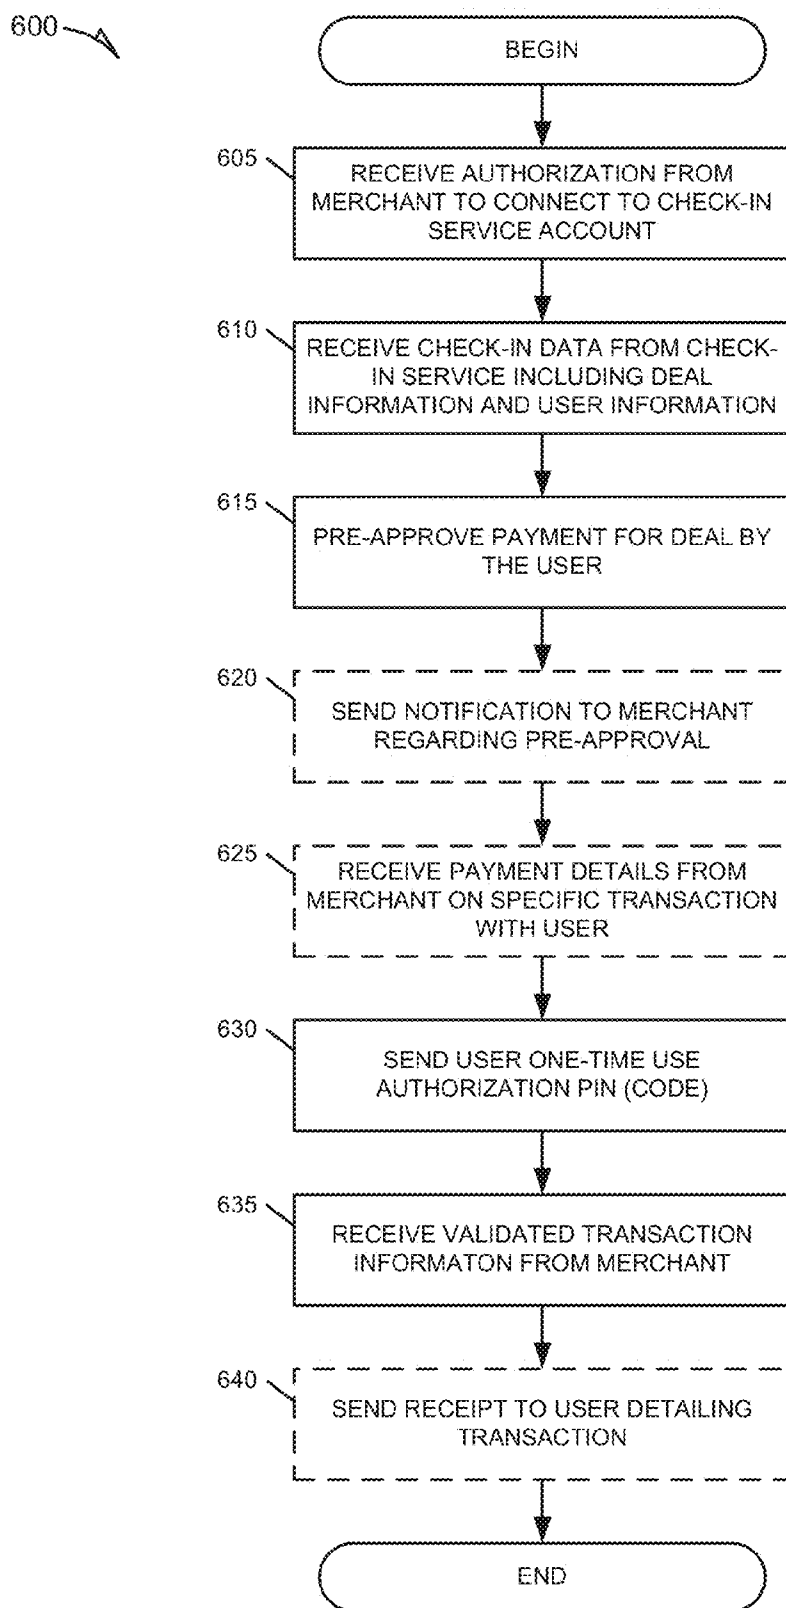 600
BEGIN
605
RECEIVE AUTHORIZATION FROM
MERCHANT TO CONNECT TO CHECK-IN
SERVICE ACCOUNT
610
RECEIVE CHECK-IN DATA FROM CHECK-
IN SERVICE INCLUDING DEAL
INFORMATION AND USER INFORMATION
615
PRE-APPROVE PAYMENT FOR DEAL BY
THE USER
620
SEND NOTIFICATION TO MERCHANT
REGARDING PRE-APPROVAL
625
RECEIVE PAYMENT DETAILS FROM
MERCHANT ON SPECIFIC TRANSACTION
WITH USER
630
SEND USER ONE-TIME USE
AUTHORIZATION PIN (CODE)
635
RECEIVE VALIDATED TRANSACTION
INFORMATON FROM MERCHANT
640
SEND RECEIPT TO USER DETAILING
TRANSACTION
END